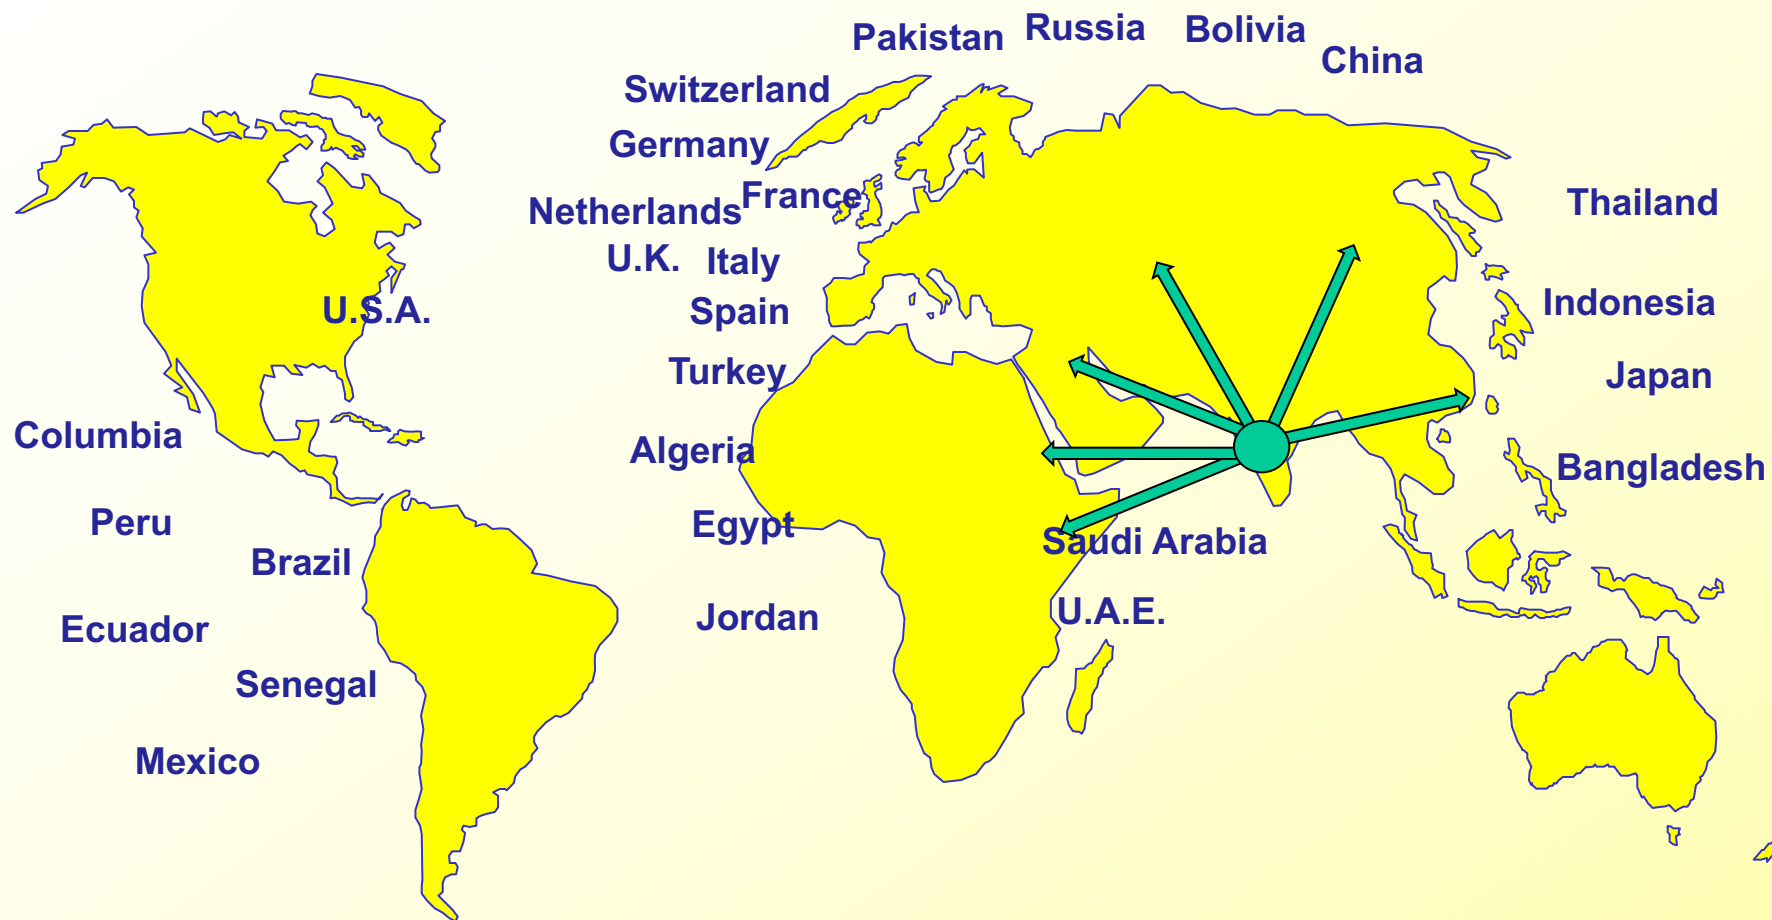 Pakistan
Russia
Bolivia
China
Switzerland
Germany
France
Netherlands
Thailand
U.K.
Italy
U.S.A.
Spain
Indonesia
Turkey
Japan
Columbia
Algeria
Bangladesh
Peru
Egypt
Saudi Arabia
Brazil
U.A.E.
Ecuador
Jordan
Senegal
Mexico